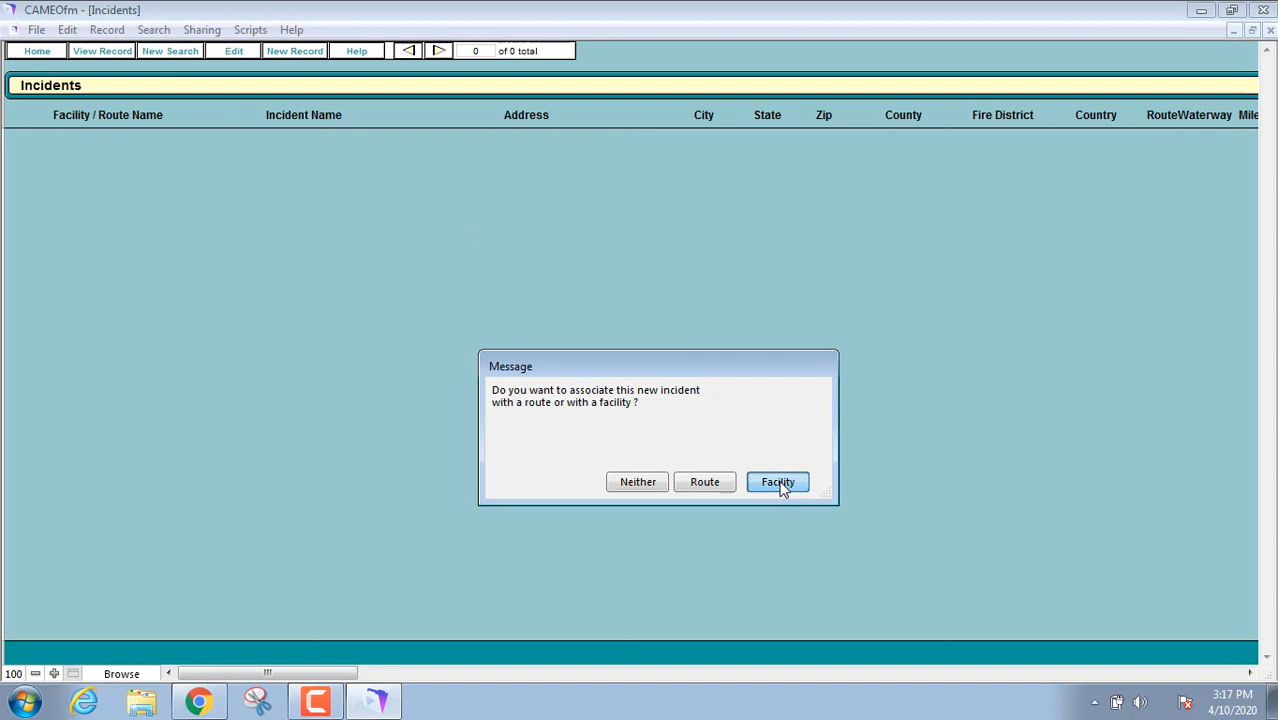 CAMEOfm - [Incidents]
File Edit Record Search Sharing Scripts Help
Home View Record New Search Edit New Record Help 0 of 0 total
Incidents
Facility / Route Name Incident Name Address City State Zip County Fire District Country RouteWaterway Mile
Message
Do you want to associate this new incident
with a route or with a facility ?
Neither Route Facility
100 Browse
3:17 PM
4/10/2020